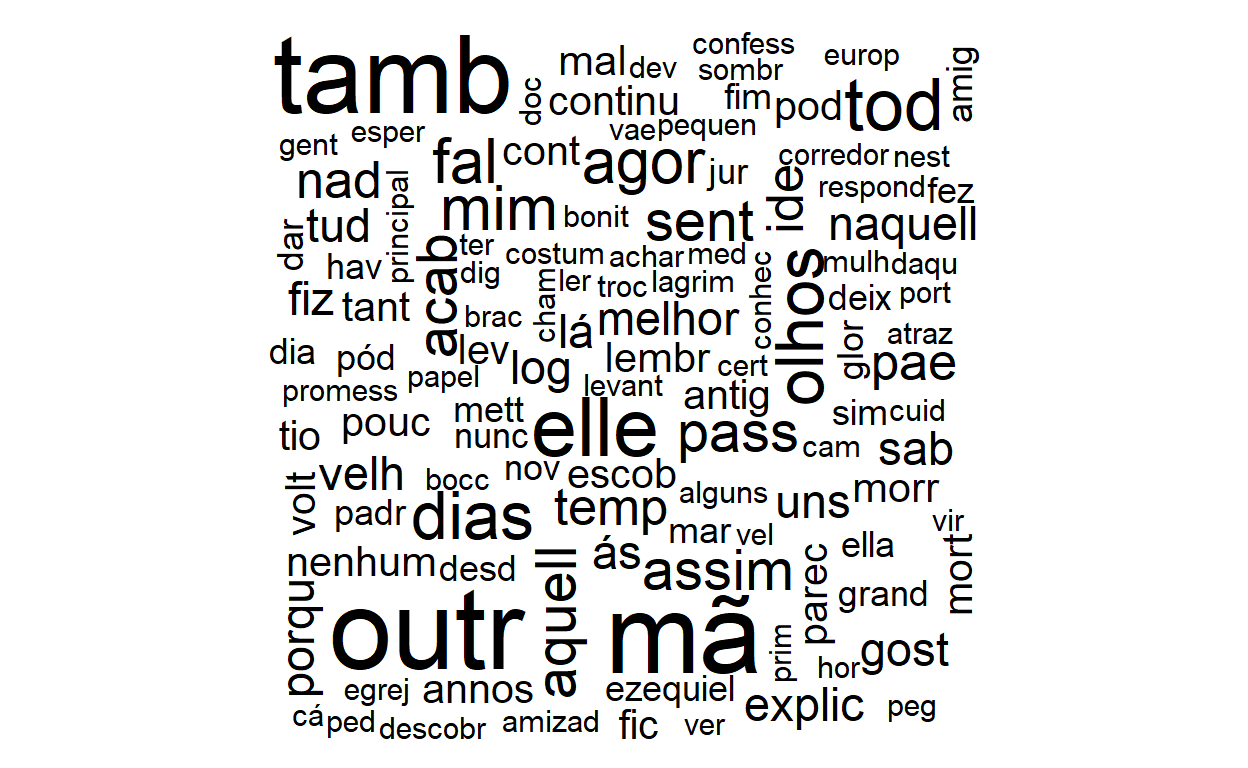 tamb
mal
dev
confess
sombr
europ
amig
doc
continu
fim
pod
tod
gent
esper
vae
pequen
fal
cont
agor
jur
corredor
nest
nad
principal
mim
bonit
sent
ide
respond
fez
dar
tud
naquell
hav
acab
ter
dig
costum
achar
med
mulh
daqu
fiz
tant
brac
cham
ler
troc
lagrim
conhec
olhos
deix
port
lá
melhor
glor
atraz
dia
pód
lev
log
lembr
cert
pae
promess
papel
levant
antig
tio
pouc
mett
nunc
elle
pass
cam
sim
cuid
sab
volt
velh
bocc
nov
escob
alguns
uns
morr
padr
dias
temp
mar
vel
vir
nenhum
desd
aquell
ás
assim
parec
ella
mort
porqu
outr
mã
prim
grand
hor
gost
egrej
annos
ezequiel
explic
peg
cá
ped
descobr
amizad
fic
ver